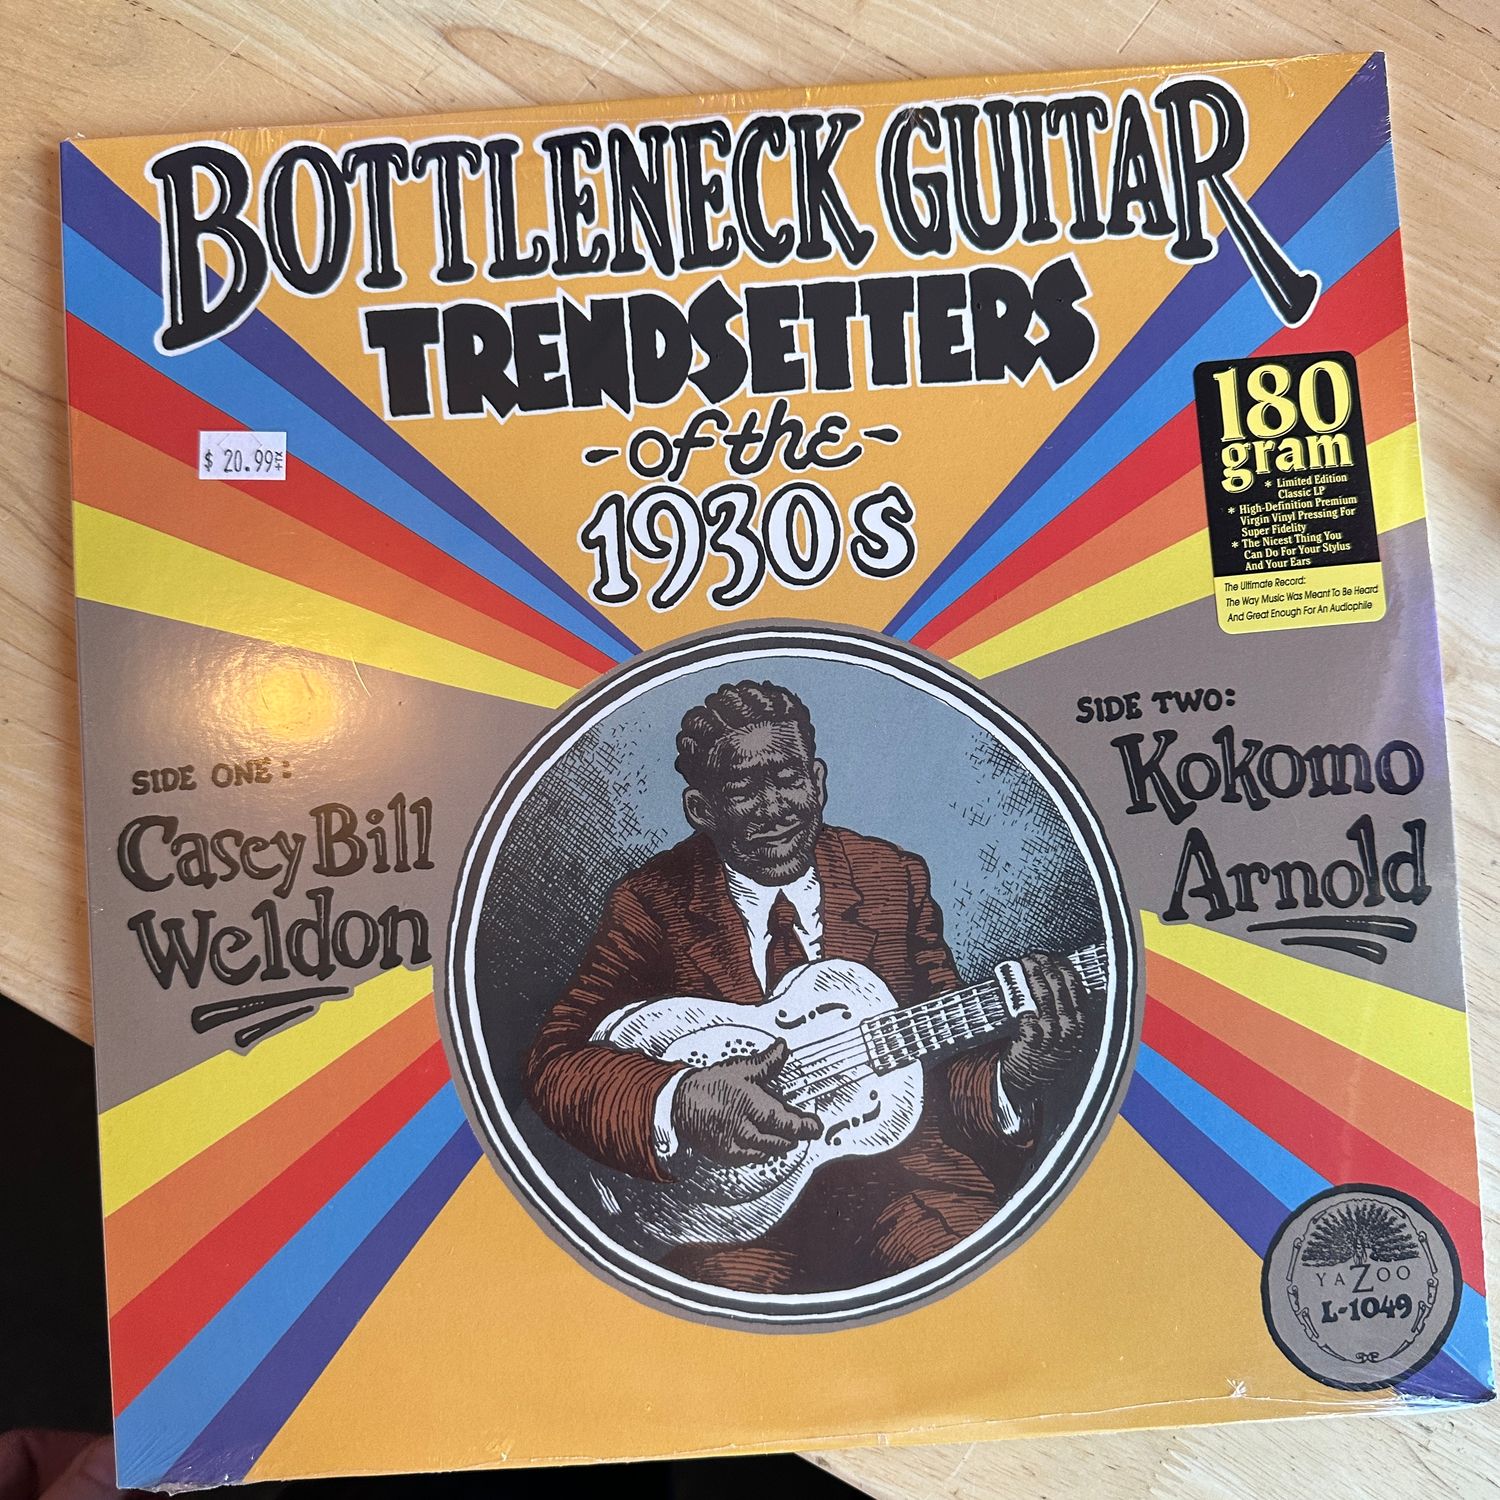 BOTTLENECK GUITAR
TRENDSETTERS
- of the -
1930s
$ 20.99 +TX
180
gram
* Limited Edition
Classic LP
* High-Definition Premium
Virgin Vinyl Pressing For
Super Fidelity
* The Nicest Thing You
Can Do For Your Stylus
And Your Ears
The Ultimate Record:
The Way Music Was Meant To Be Heard
And Great Enough For An Audiophile
SIDE ONE:
Casey Bill
Weldon
SIDE TWO:
Kokomo
Arnold
YAZOO
L-1049